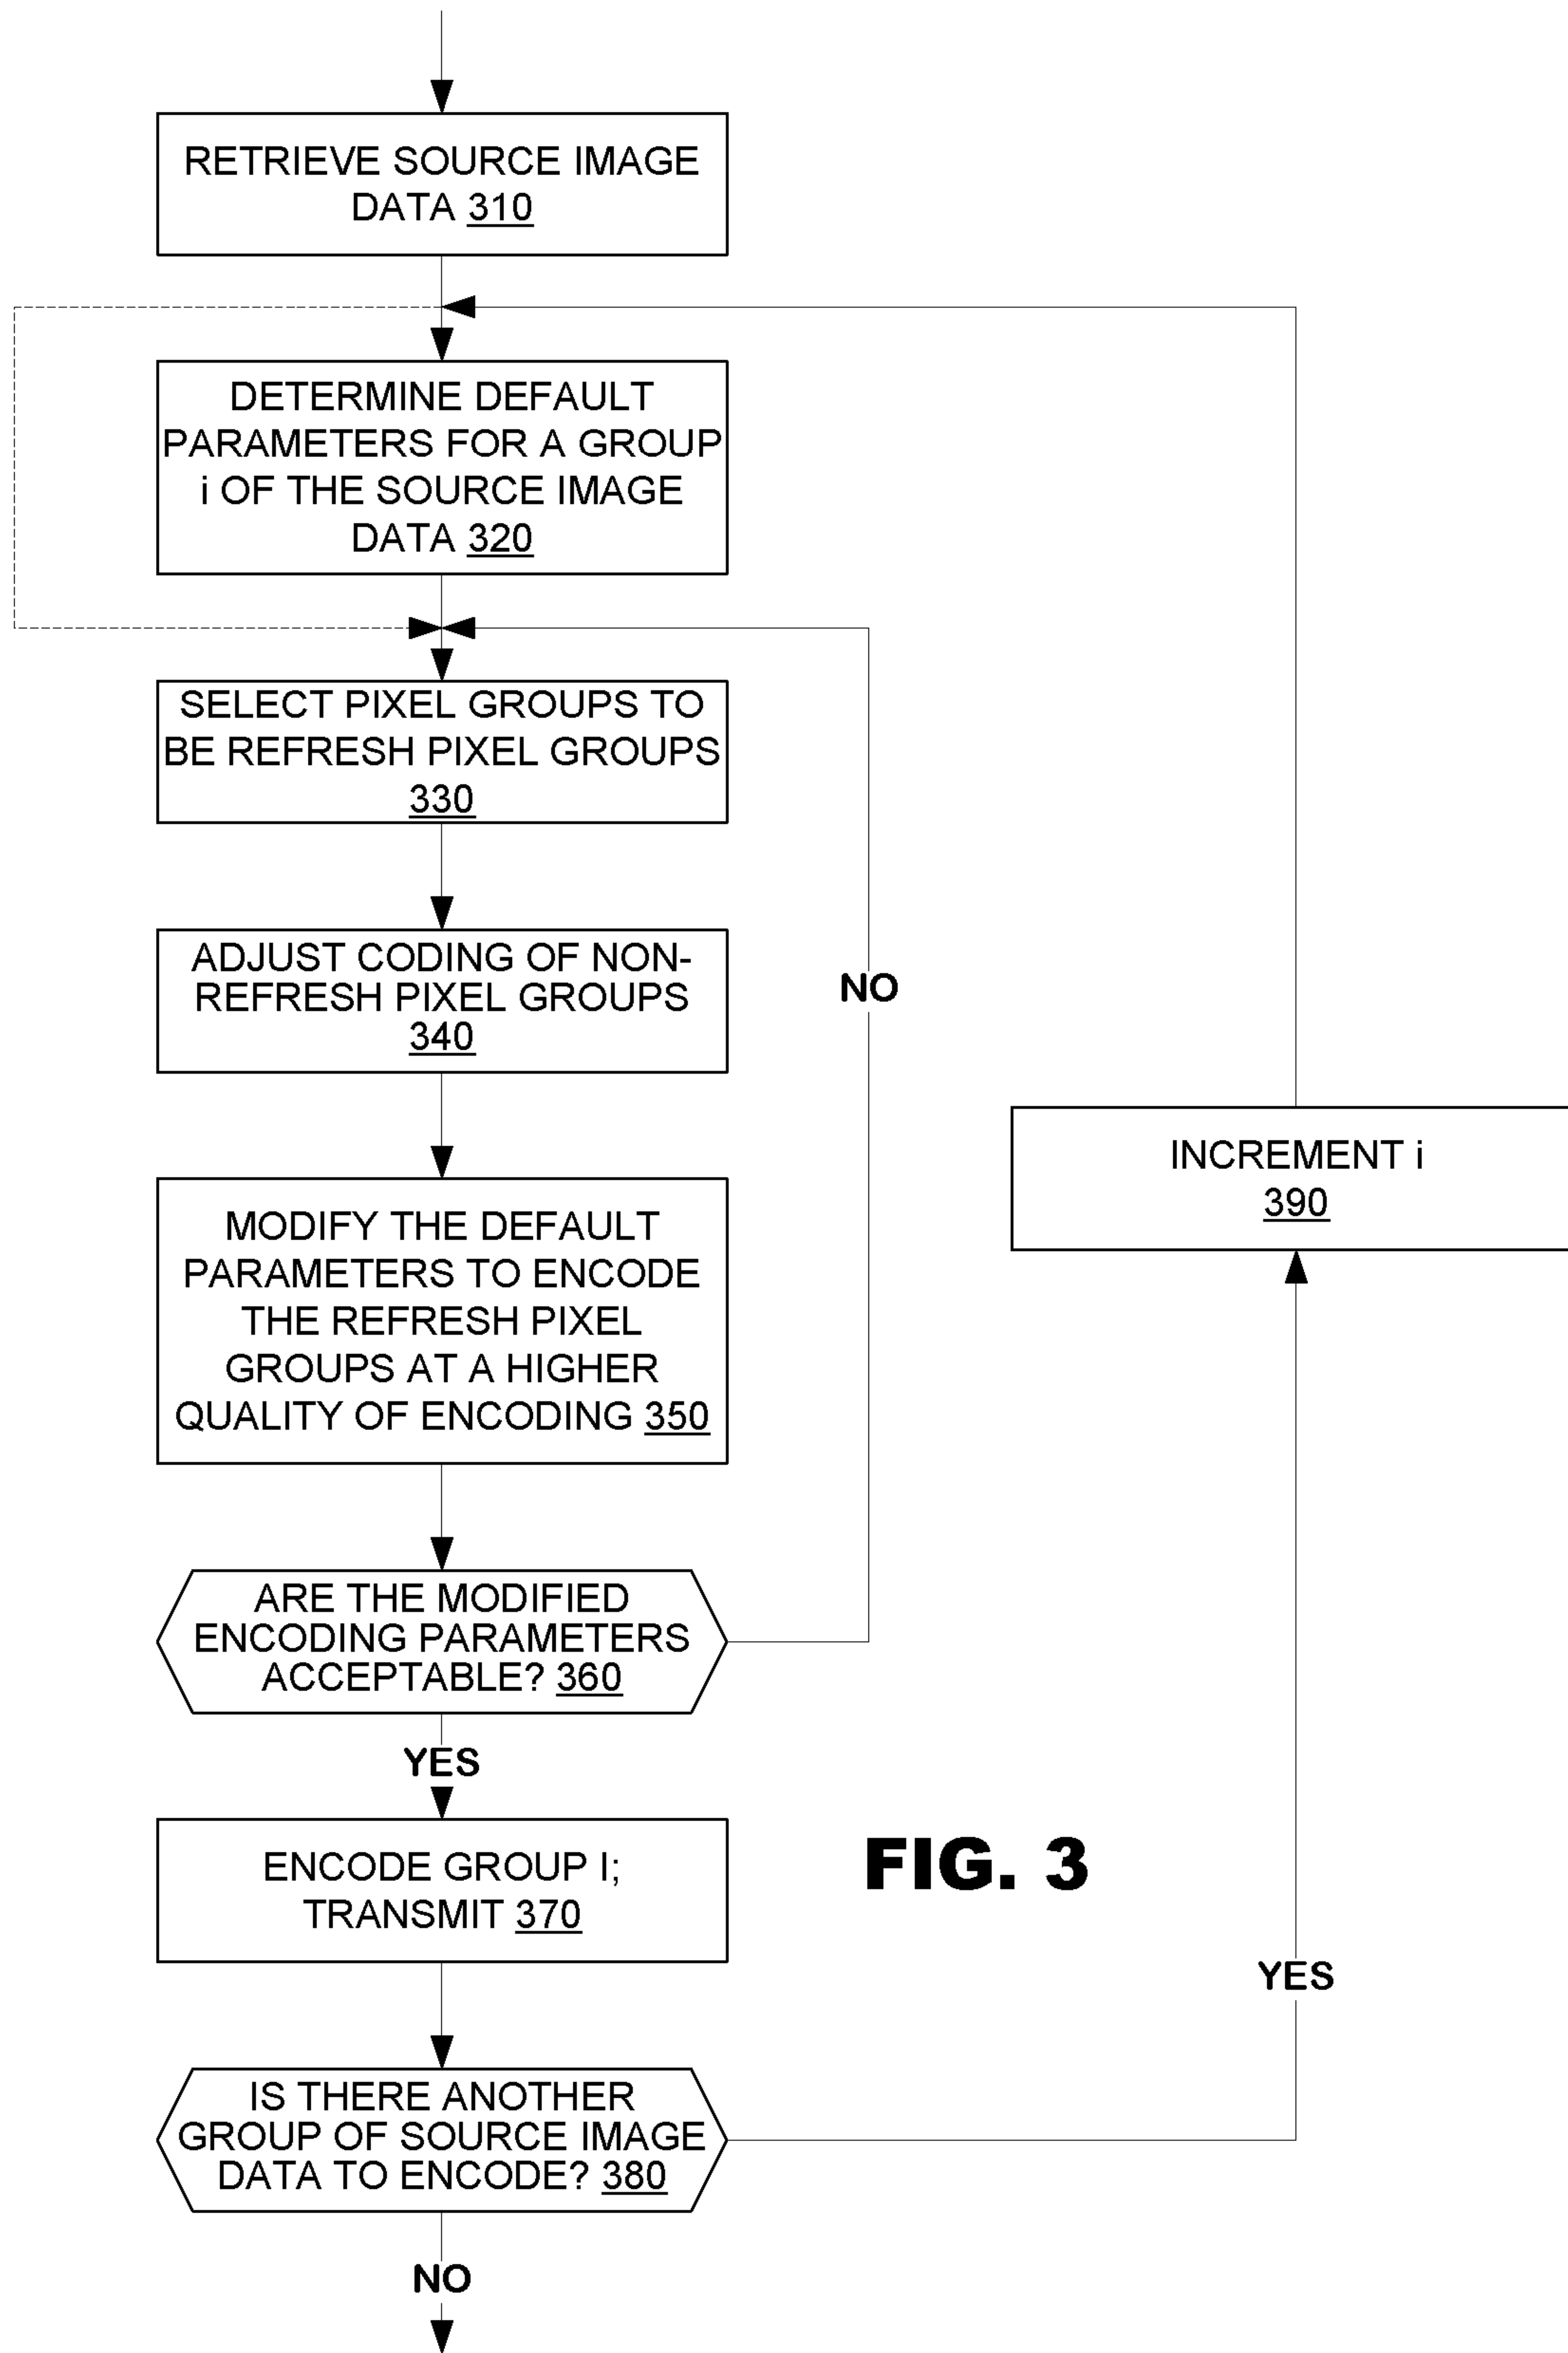 RETRIEVE SOURCE IMAGE
DATA 310
DETERMINE DEFAULT
PARAMETERS FOR A GROUP
i OF THE SOURCE IMAGE
DATA 320
SELECT PIXEL GROUPS TO
BE REFRESH PIXEL GROUPS
330
ADJUST CODING OF NON-
REFRESH PIXEL GROUPS
340
NO
INCREMENT i
390
MODIFY THE DEFAULT
PARAMETERS TO ENCODE
THE REFRESH PIXEL
GROUPS AT A HIGHER
QUALITY OF ENCODING 350
ARE THE MODIFIED
ENCODING PARAMETERS
ACCEPTABLE? 360
YES
ENCODE GROUP I;
TRANSMIT 370
FIG. 3
YES
IS THERE ANOTHER
GROUP OF SOURCE IMAGE
DATA TO ENCODE? 380
NO